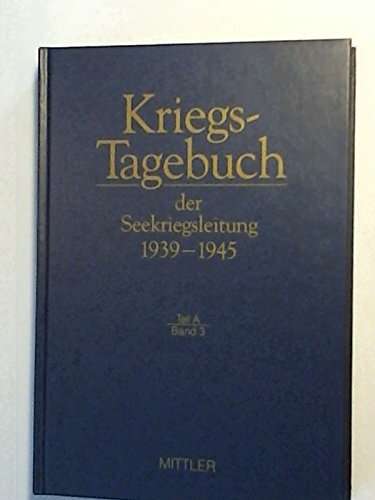 Kriegs-
Tagebuch
der
Seekriegsleitung
1939–1945
Teil A
Band 3
MITTLER